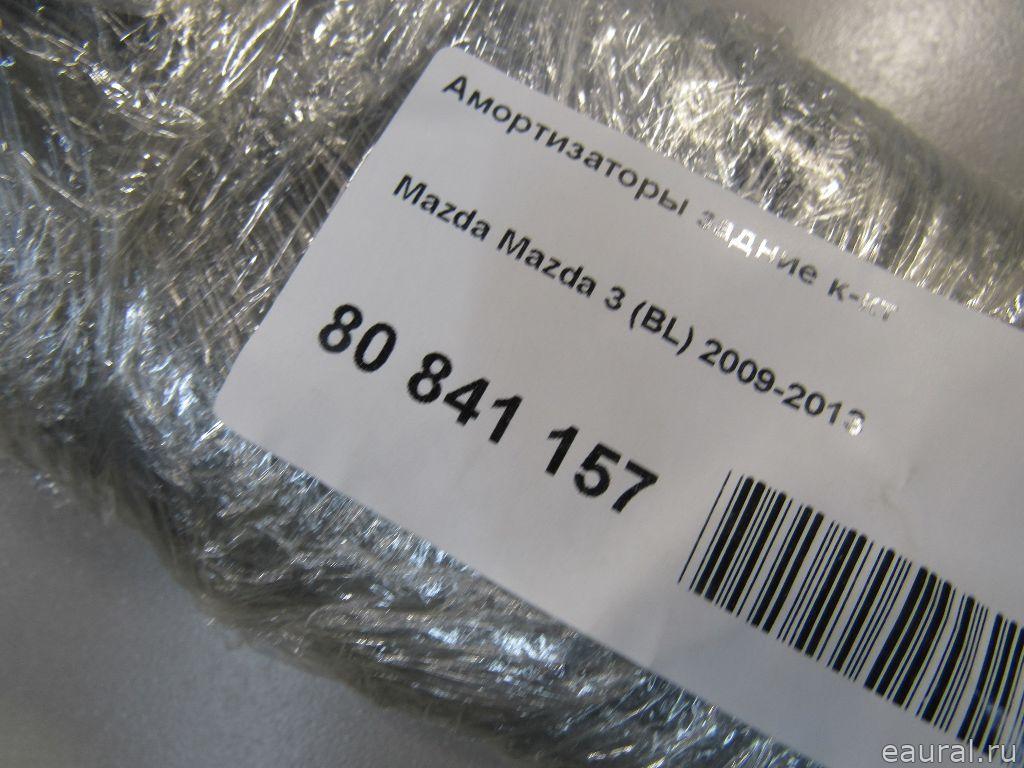 Амортизаторы задние к-кт
Mazda Mazda 3 (BL) 2009-2013
80 841 157
eaural.ru